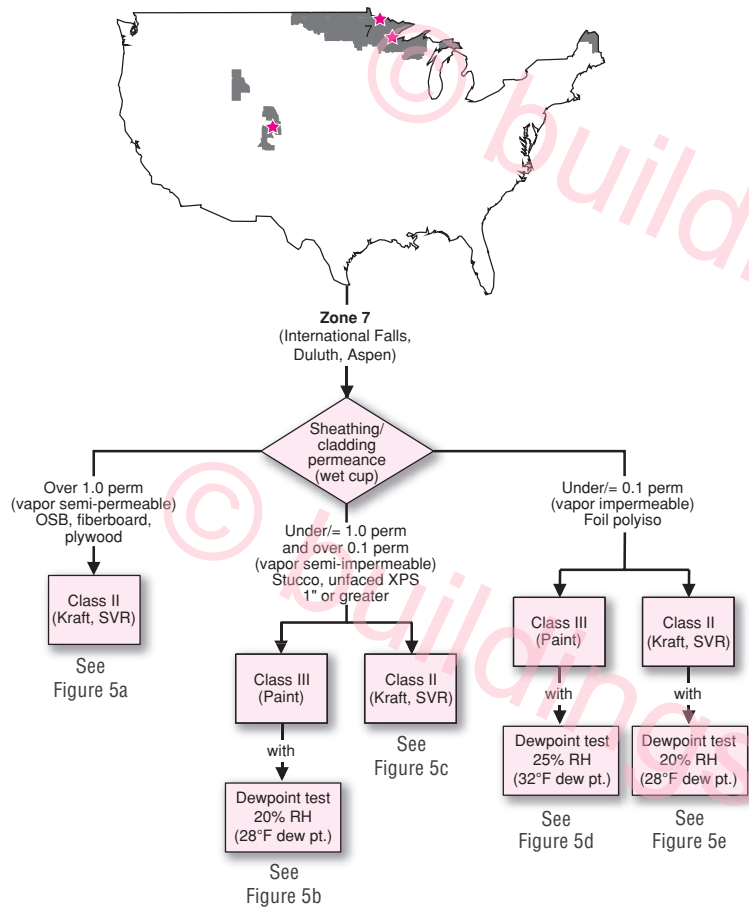 7
Zone 7
(International Falls,
Duluth, Aspen)
Sheathing/
cladding
permeance
(wet cup)
Over 1.0 perm
(vapor semi-permeable)
OSB, fiberboard,
plywood
Class II
(Kraft, SVR)
See
Figure 5a
Under/= 1.0 perm
and over 0.1 perm
(vapor semi-impermeable)
Stucco, unfaced XPS
1" or greater
Class III
(Paint)
with
Dewpoint test
20% RH
(28°F dew pt.)
See
Figure 5b
Class II
(Kraft, SVR)
See
Figure 5c
Under/= 0.1 perm
(vapor impermeable)
Foil polyiso
Class III
(Paint)
with
Dewpoint test
25% RH
(32°F dew pt.)
See
Figure 5d
Class II
(Kraft, SVR)
with
Dewpoint test
20% RH
(28°F dew pt.)
See
Figure 5e
© buildin
© buildings